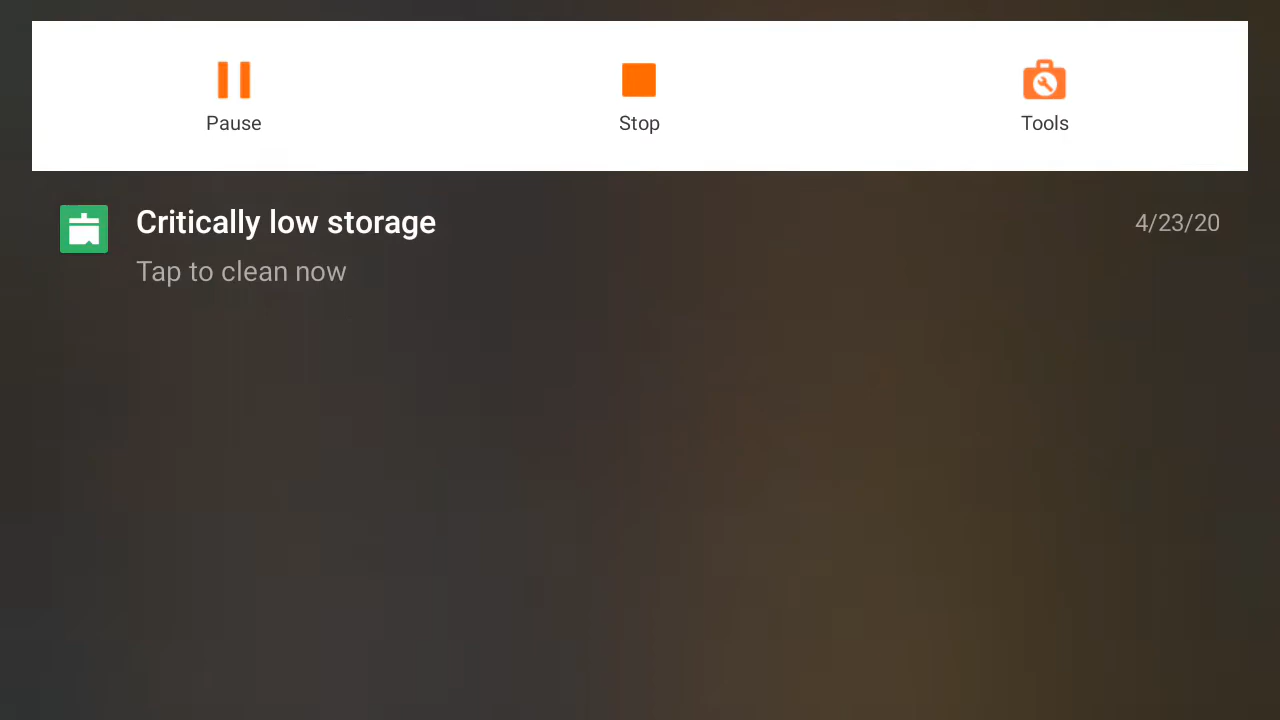 Pause
Stop
Tools
Critically low storage
4/23/20
Tap to clean now